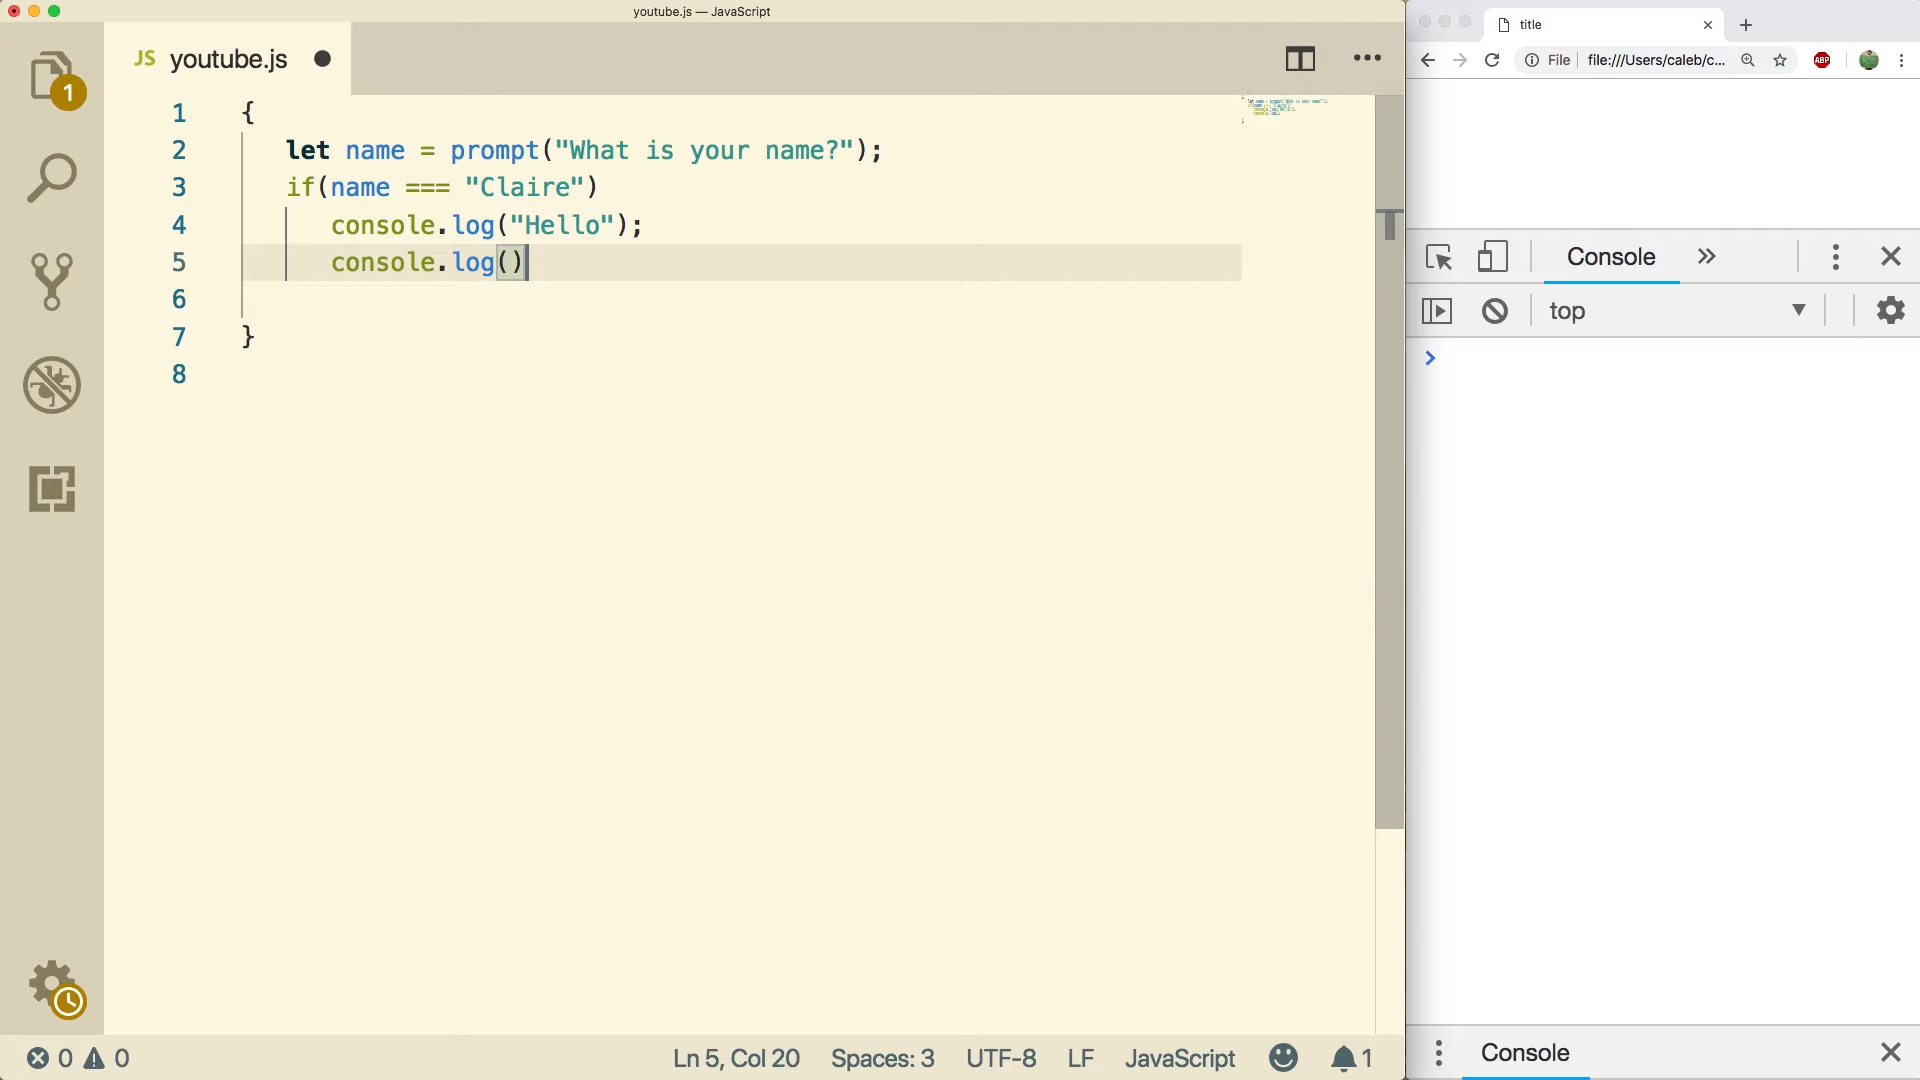 youtube.js — JavaScript
JS youtube.js
1
1 {
2 let name = prompt("What is your name?");
3 if(name === "Claire")
4 console.log("Hello");
5 console.log()
6
7 }
8
0 0
Ln 5, Col 20 Spaces: 3 UTF-8 LF JavaScript 1
title
File file:///Users/caleb/c...
ABP
Console
top
Console